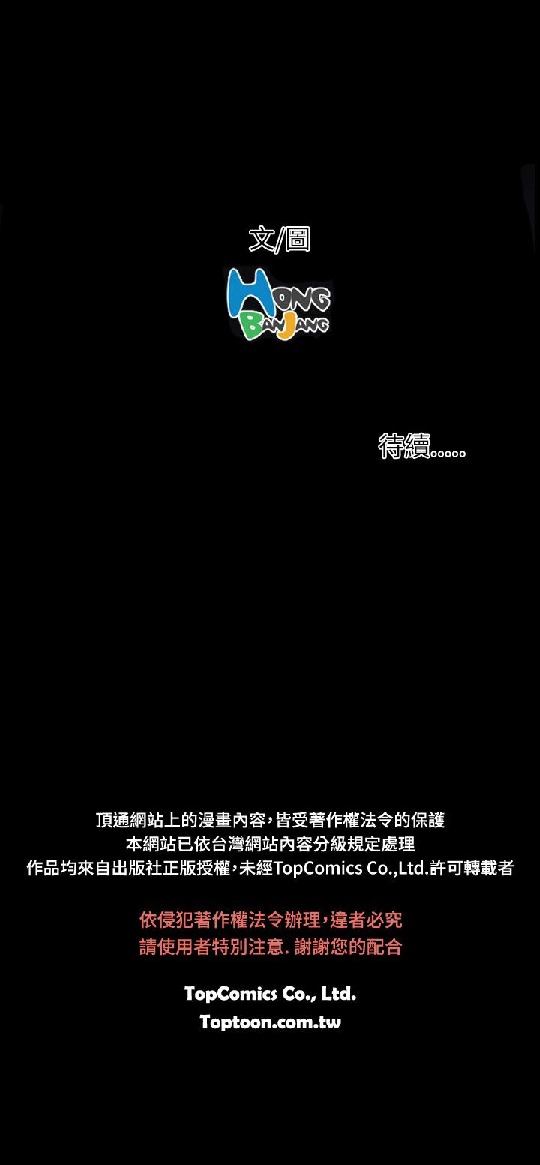 文/圖
HONG
BANJANG
待續.....
頂通網站上的漫畫內容,皆受著作權法令的保護
本網站已依台灣網站內容分級規定處理
作品均來自出版社正版授權,未經TopComics Co.,Ltd.許可轉載者
依侵犯著作權法令辦理,違者必究
請使用者特別注意. 謝謝您的配合
TopComics Co., Ltd.
Toptoon.com.tw